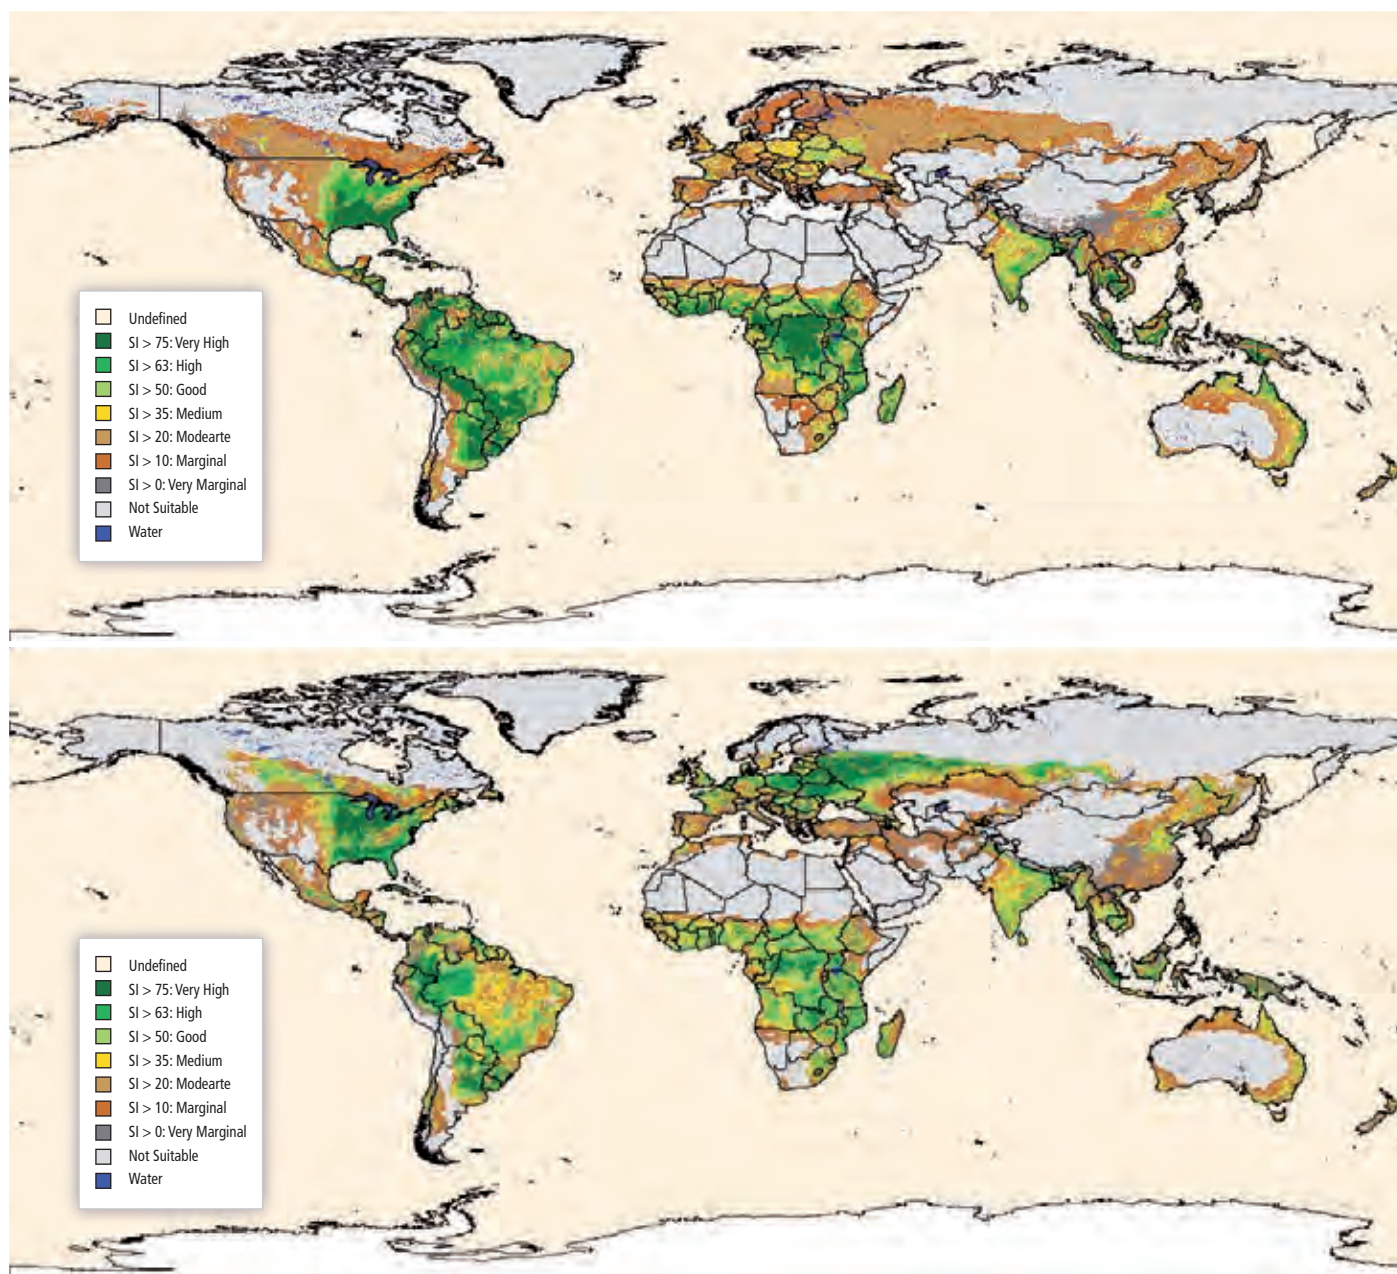 Undefined
SI > 75: Very High
SI > 63: High
SI > 50: Good
SI > 35: Medium
SI > 20: Modearte
SI > 10: Marginal
SI > 0: Very Marginal
Not Suitable
Water
Undefined
SI > 75: Very High
SI > 63: High
SI > 50: Good
SI > 35: Medium
SI > 20: Modearte
SI > 10: Marginal
SI > 0: Very Marginal
Not Suitable
Water